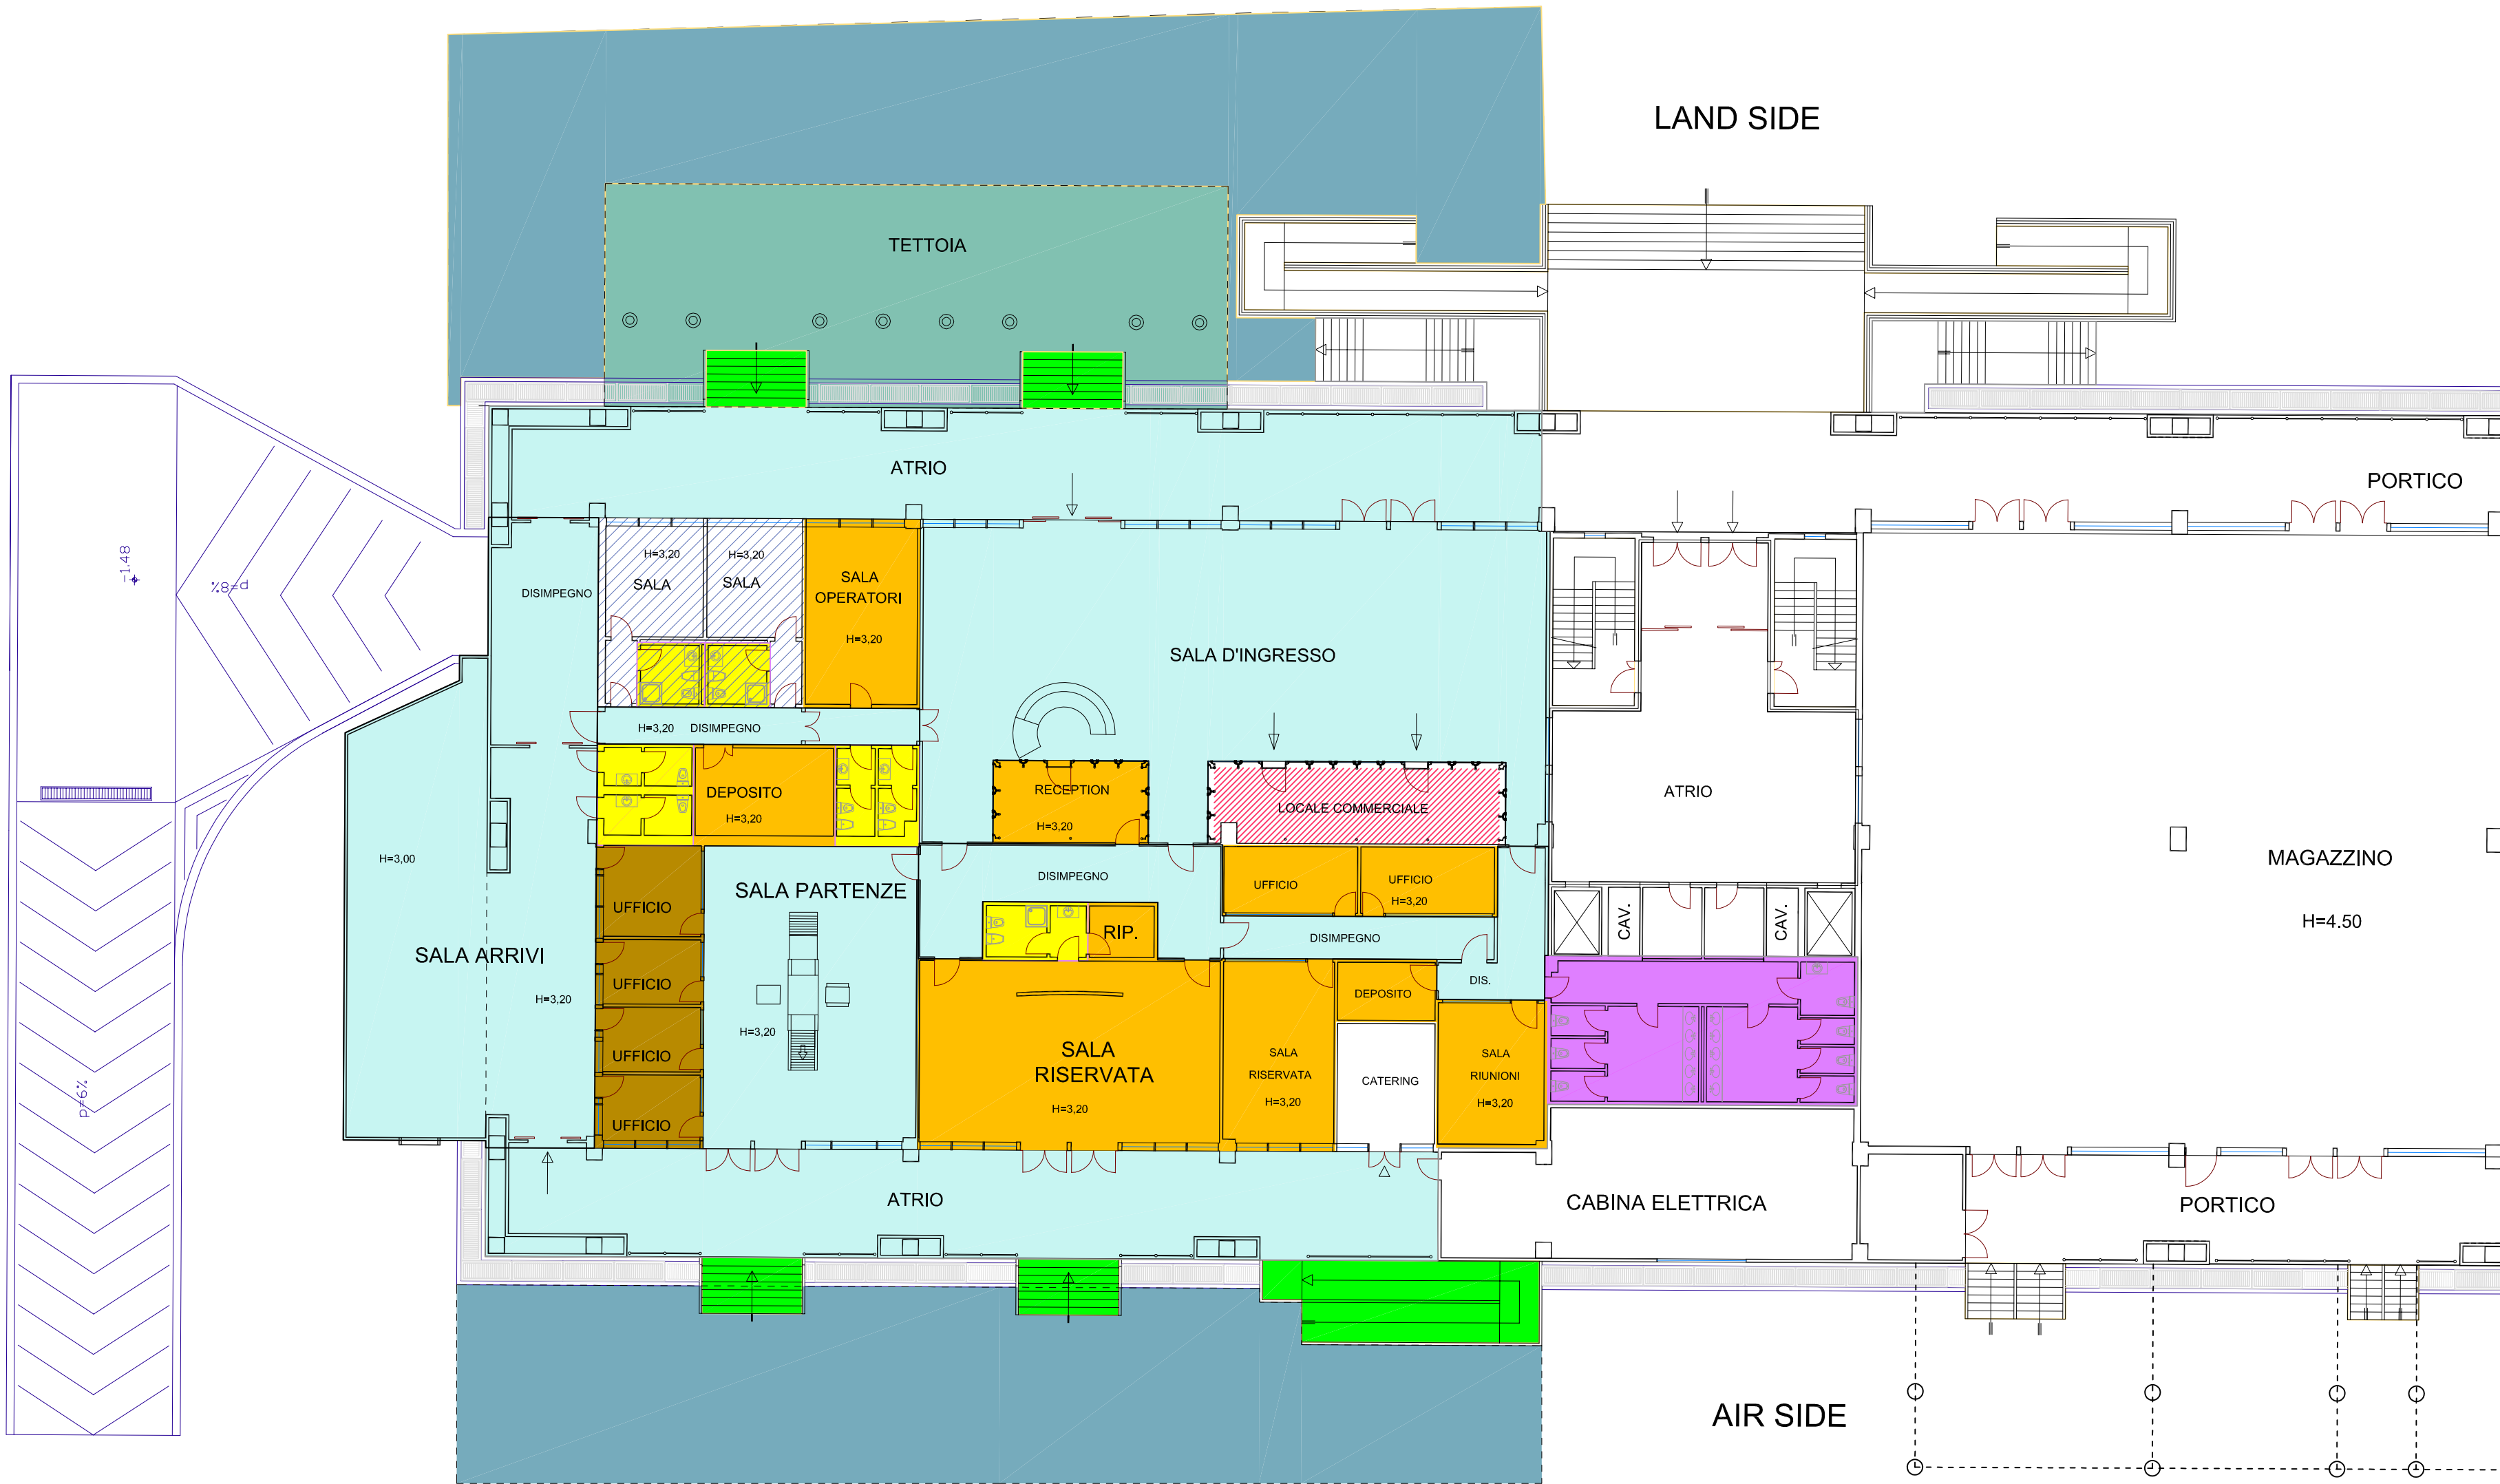 LAND SIDE
TETTOIA
ATRIO
PORTICO
-1.48
p=8%
DISIMPEGNO
H=3,20
SALA
H=3,20
SALA
SALA
OPERATORI
H=3,20
SALA D'INGRESSO
H=3,20 DISIMPEGNO
DEPOSITO
H=3,20
RECEPTION
H=3,20
LOCALE COMMERCIALE
ATRIO
MAGAZZINO
H=4.50
H=3,00
SALA ARRIVI
H=3,20
UFFICIO
UFFICIO
UFFICIO
UFFICIO
SALA PARTENZE
H=3,20
DISIMPEGNO
RIP.
UFFICIO
UFFICIO
H=3,20
DISIMPEGNO
DIS.
CAV.
CAV.
SALA
RISERVATA
H=3,20
SALA
RISERVATA
H=3,20
DEPOSITO
CATERING
SALA
RIUNIONI
H=3,20
p=6%
ATRIO
CABINA ELETTRICA
PORTICO
AIR SIDE